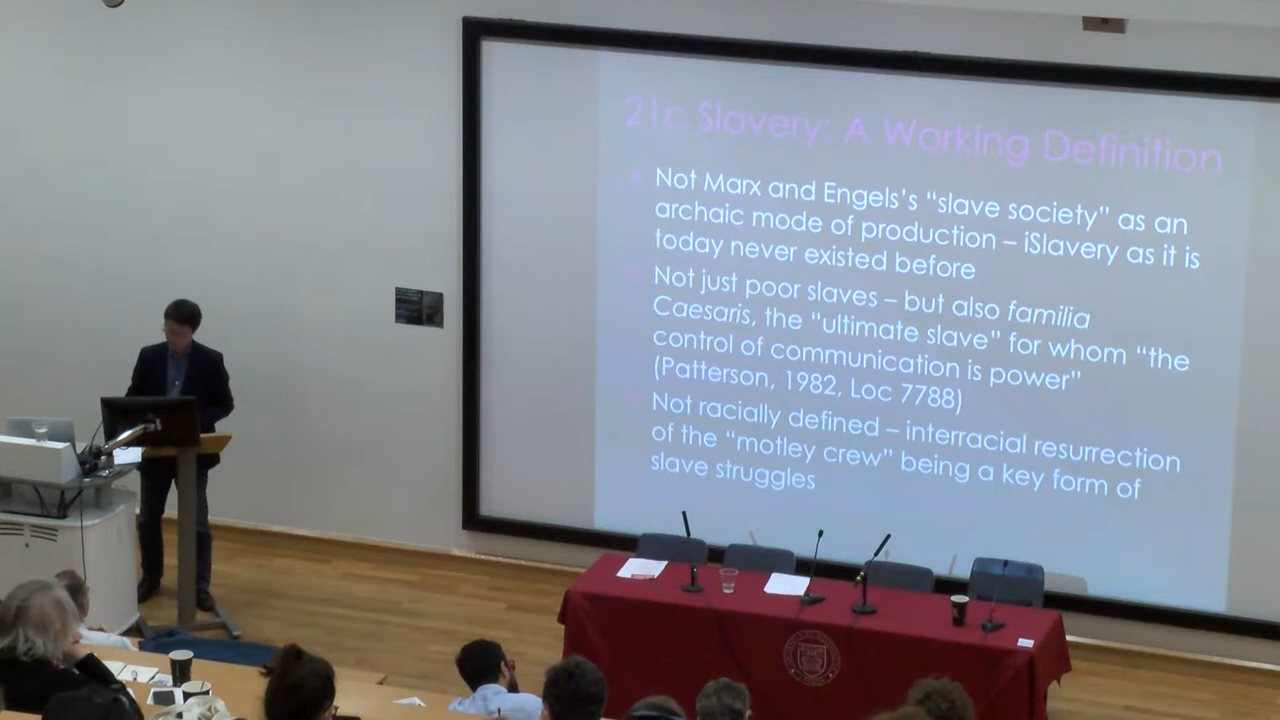 21c Slavery: A Working Definition
Not Marx and Engels's “slave society” as an
archaic mode of production – iSlavery as it is
today never existed before
Not just poor slaves – but also familia
Caesaris, the “ultimate slave” for whom “the
control of communication is power”
(Patterson, 1982, Loc 7788)
Not racially defined – interracial resurrection
of the “motley crew” being a key form of
slave struggles